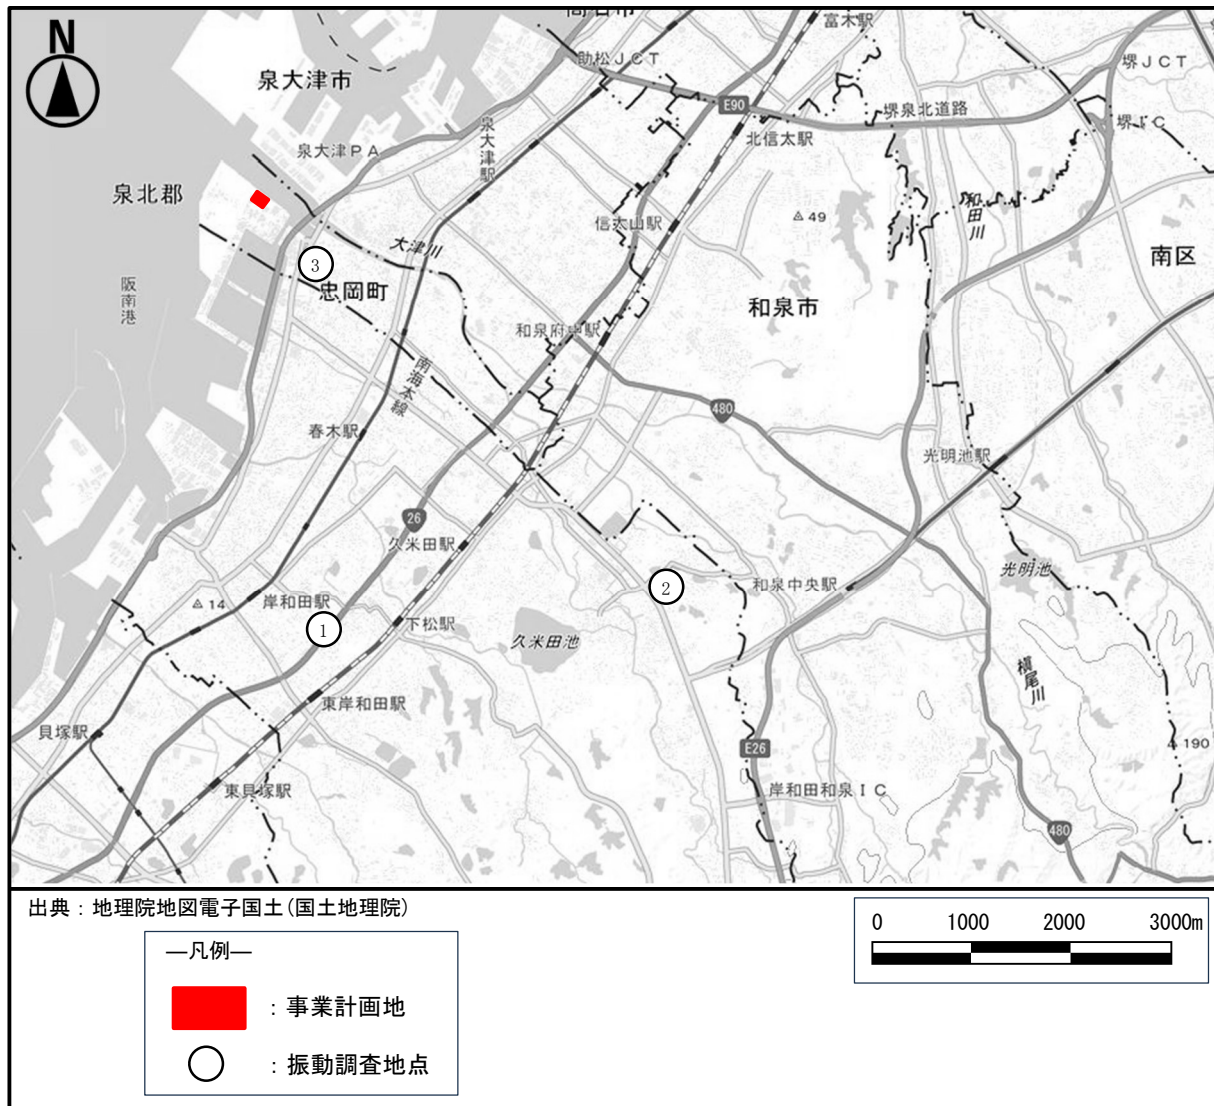 N
高石市
富木駅
助松JCT
堺JCT
泉大津市
E90
堺泉北道路
堺IC
泉大津駅
北信太駅
泉大津PA
泉北郡
和田川
信太山駅
49
大津川
南区
3
忠岡町
阪南港
和泉市
和泉府中駅
南海本線
480
春木駅
光明池駅
26
久米田駅
光明池
2
和泉中央駅
14
岸和田駅
1
下松駅
久米田池
槇尾川
東岸和田駅
貝塚駅
E26
190
東貝塚駅
岸和田和泉IC
480
出典：地理院地図電子国土(国土地理院)
0 1000 2000 3000m
―凡例―
：事業計画地
：振動調査地点